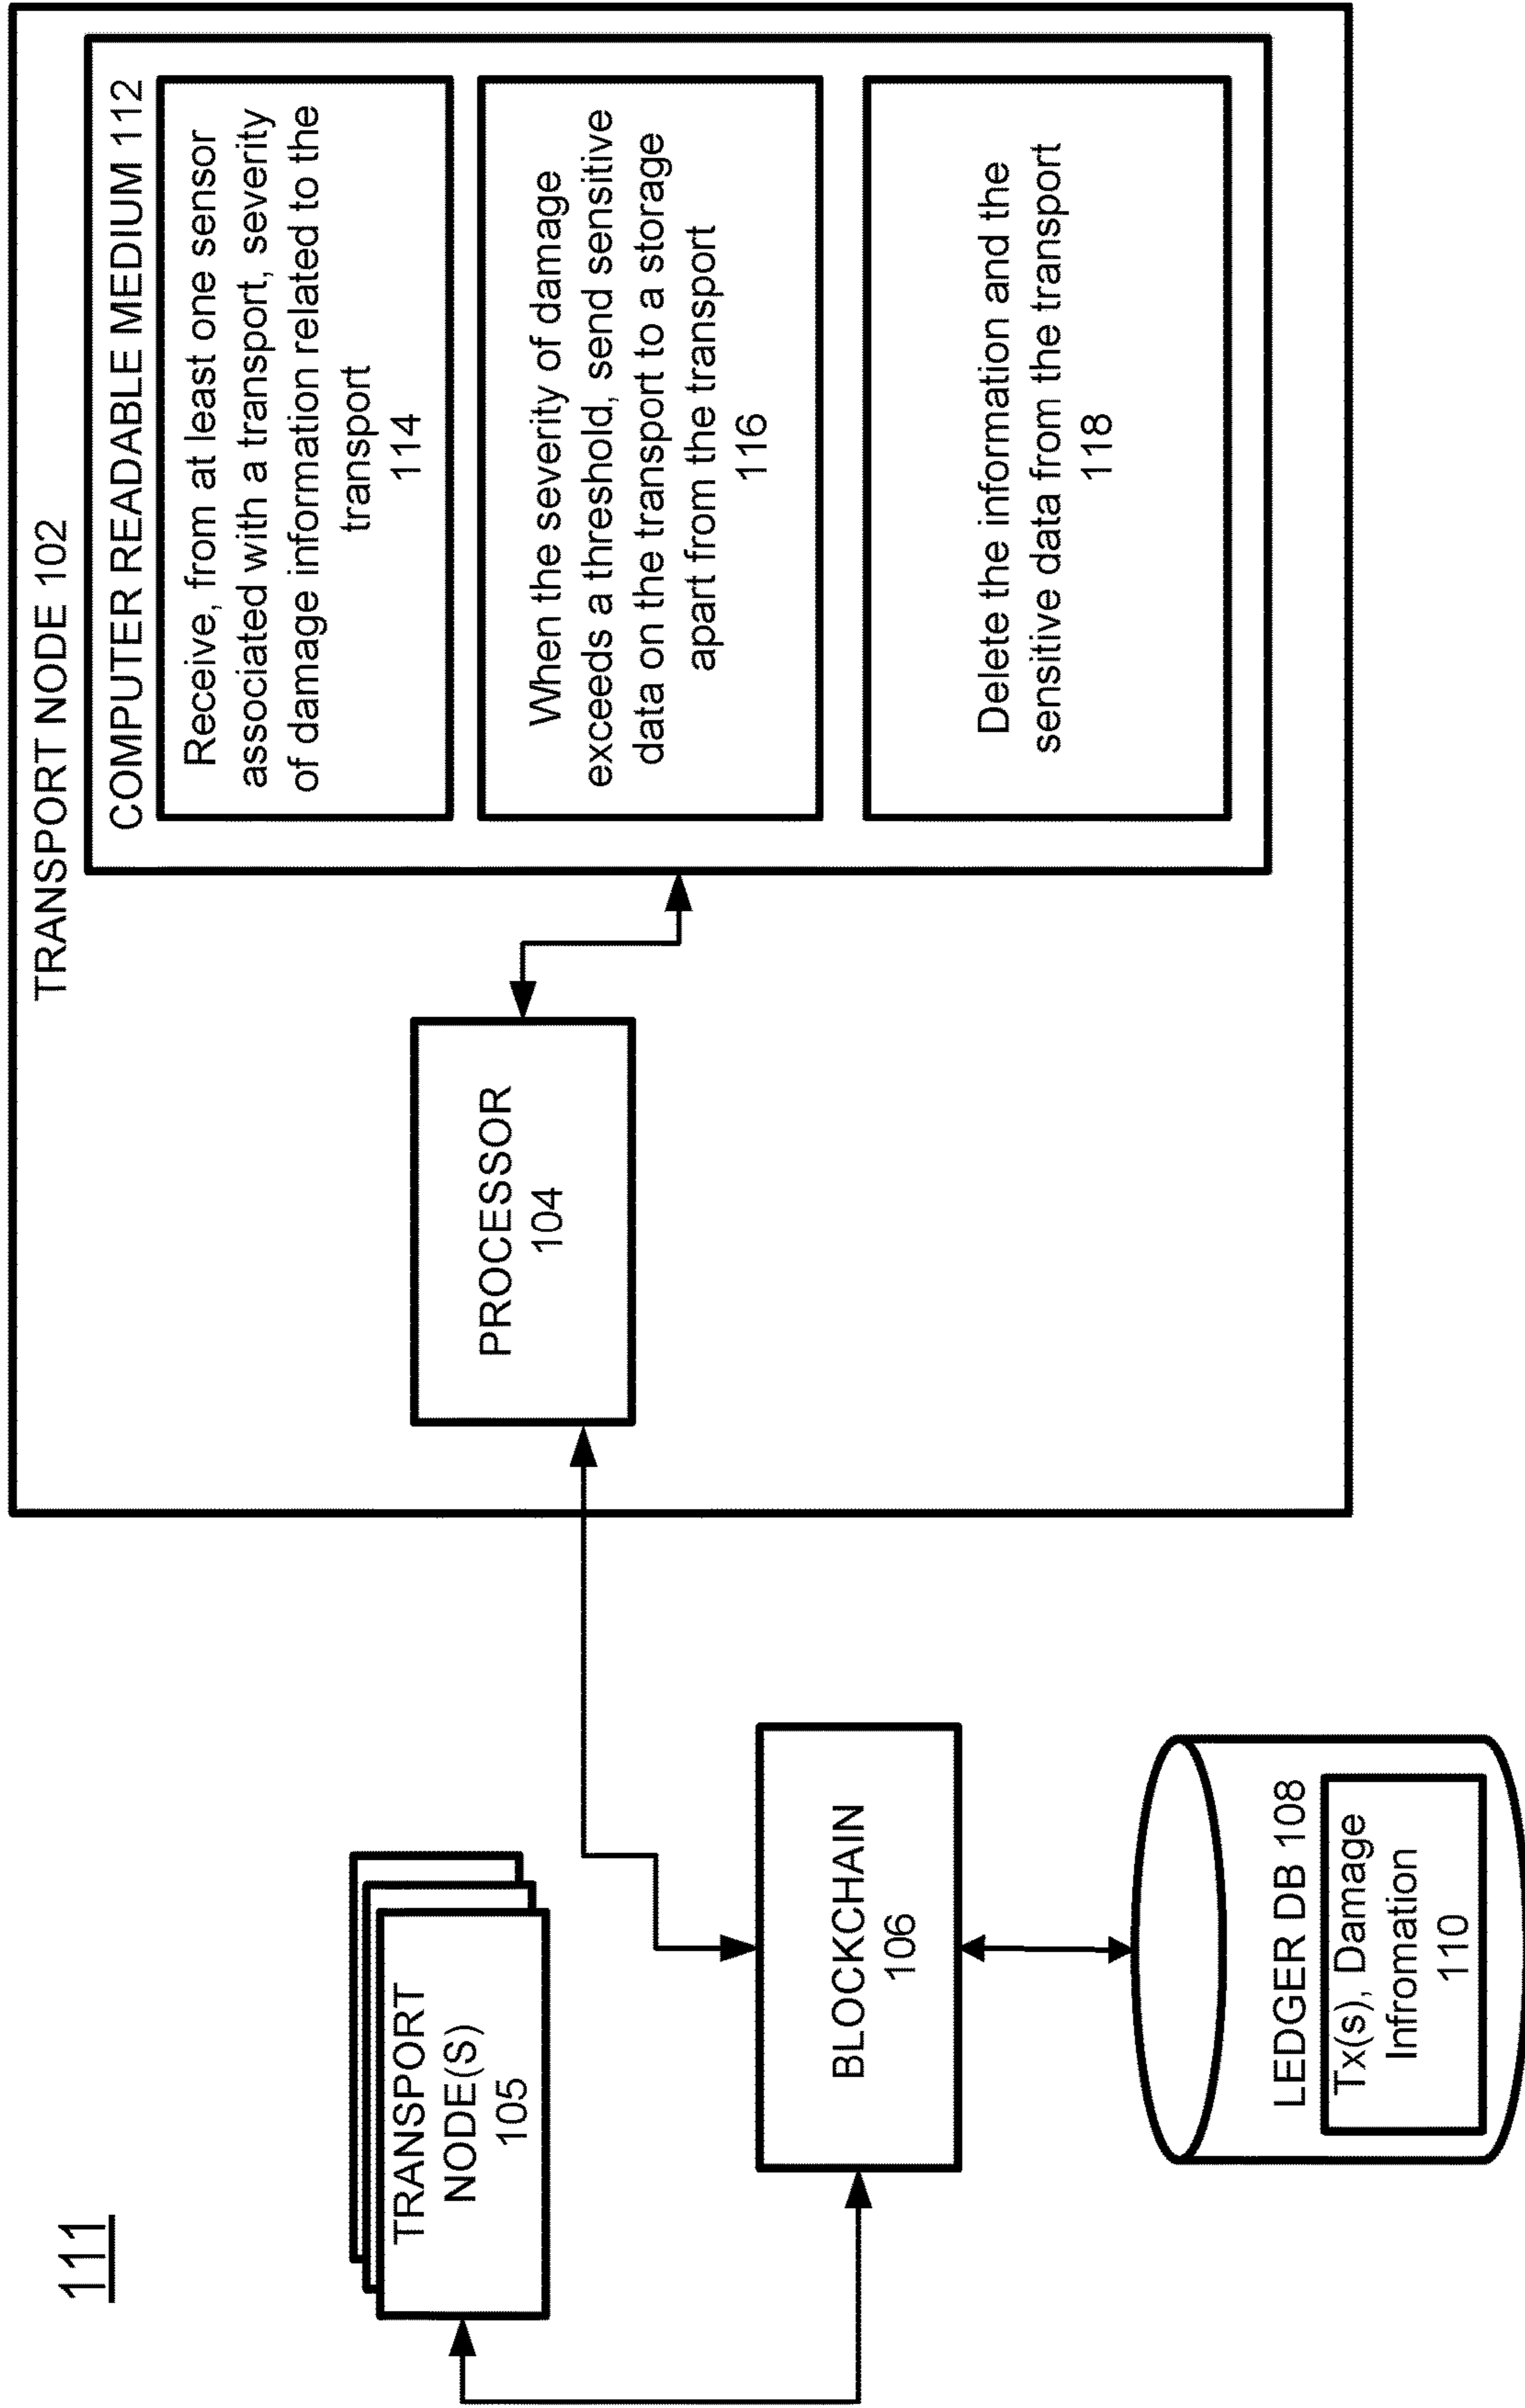 111
TRANSPORT
NODE(S)
105
BLOCKCHAIN
106
LEDGER DB 108
Tx(s), Damage
Infromation
110
TRANSPORT NODE 102
PROCESSOR
104
COMPUTER READABLE MEDIUM 112
Receive, from at least one sensor
associated with a transport, severity
of damage information related to the
transport
114
When the severity of damage
exceeds a threshold, send sensitive
data on the transport to a storage
apart from the transport
116
Delete the information and the
sensitive data from the transport
118